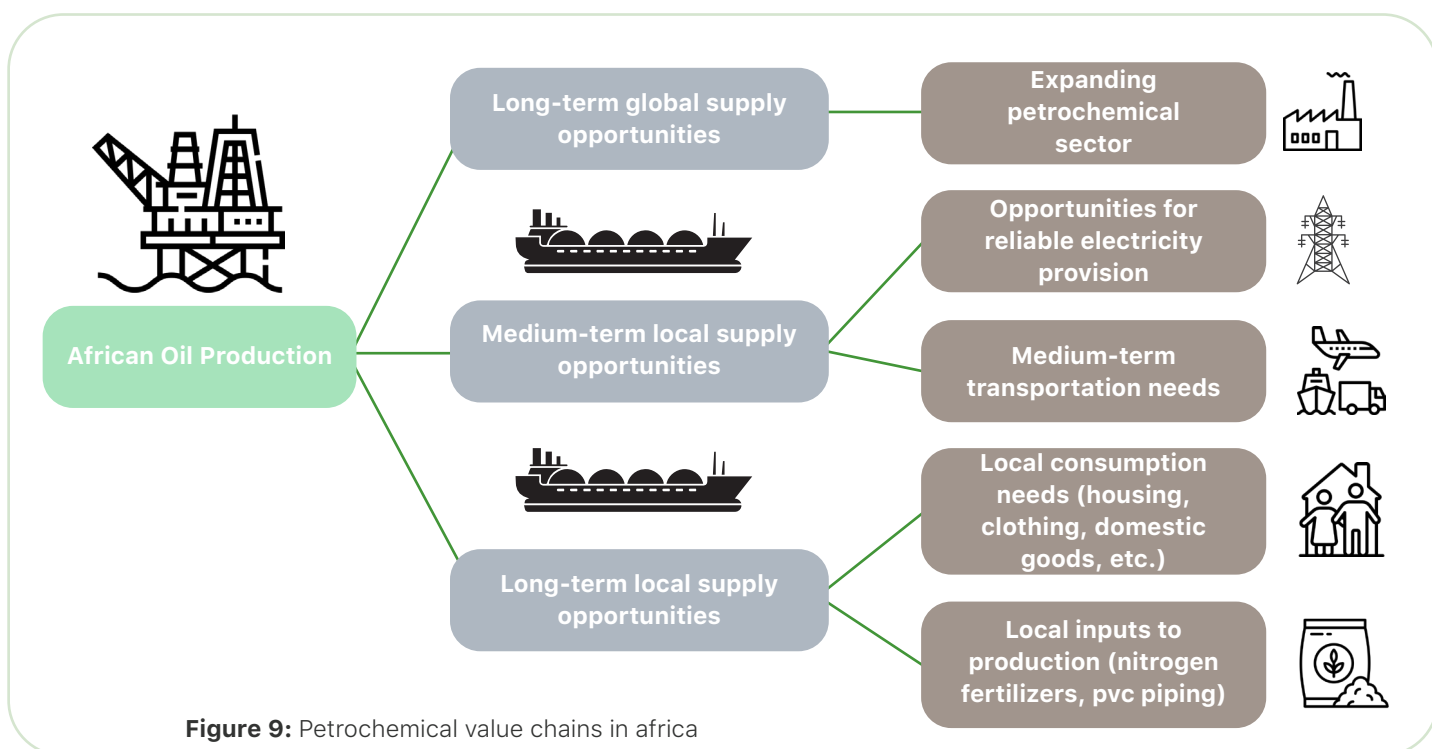 African Oil Production
Long-term global supply
opportunities
Medium-term local supply
opportunities
Long-term local supply
opportunities
Expanding
petrochemical
sector
Opportunities for
reliable electricity
provision
Medium-term
transportation needs
Local consumption
needs (housing,
clothing, domestic
goods, etc.)
Local inputs to
production (nitrogen
fertilizers, pvc piping)
Figure 9: Petrochemical value chains in africa